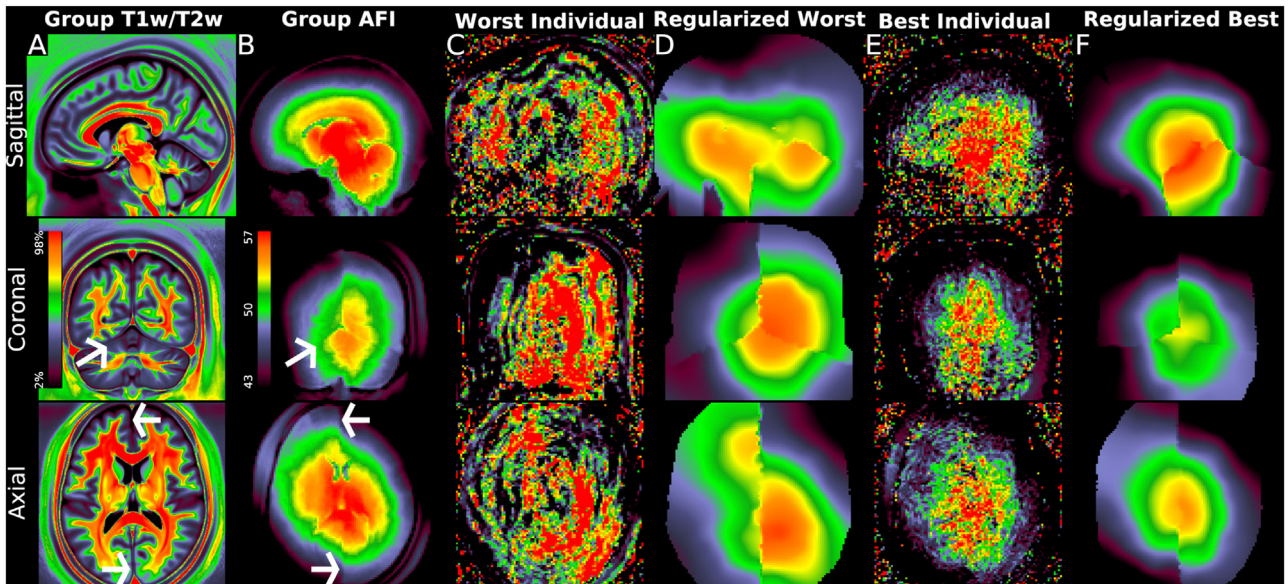 Group T1w/T2w
Group AFI
Worst Individual
Regularized Worst
Best Individual
Regularized Best
A
B
C
D
E
F
Sagittal
Coronal
98%
2%
57
50
43
Axial